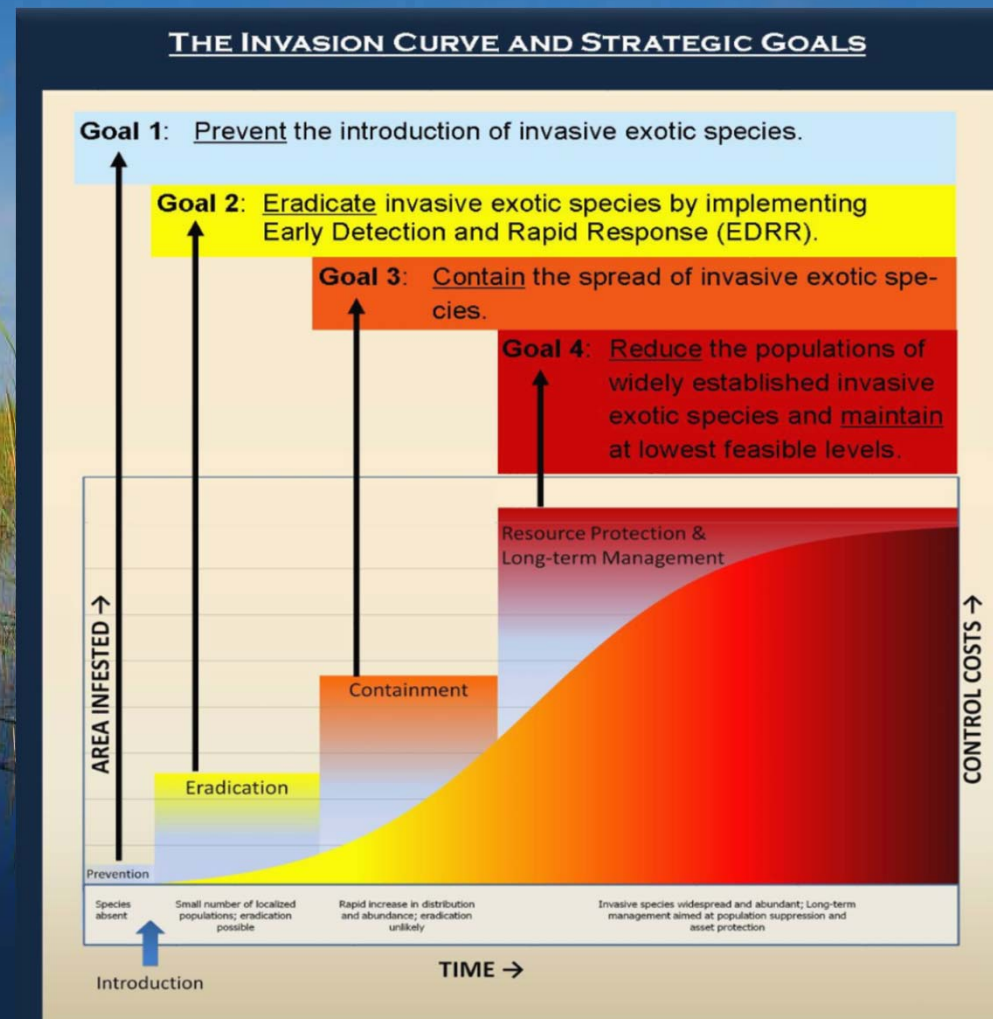 THE INVASION CURVE AND STRATEGIC GOALS
Goal 1: Prevent the introduction of invasive exotic species.
Goal 2: Eradicate invasive exotic species by implementing
Early Detection and Rapid Response (EDRR).
Goal 3: Contain the spread of invasive exotic spe-
cies.
Goal 4: Reduce the populations of
widely established invasive
exotic species and maintain
at lowest feasible levels.
Resource Protection &
Long-term Management
Containment
Eradication
Prevention
AREA INFESTED →
CONTROL COSTS →
Species
absent
Small number of localized
populations; eradication
possible
Rapid increase in distribution
and abundance; eradication
unlikely
Invasive species widespread and abundant; Long-term
management aimed at population suppression and
asset protection
Introduction
TIME →